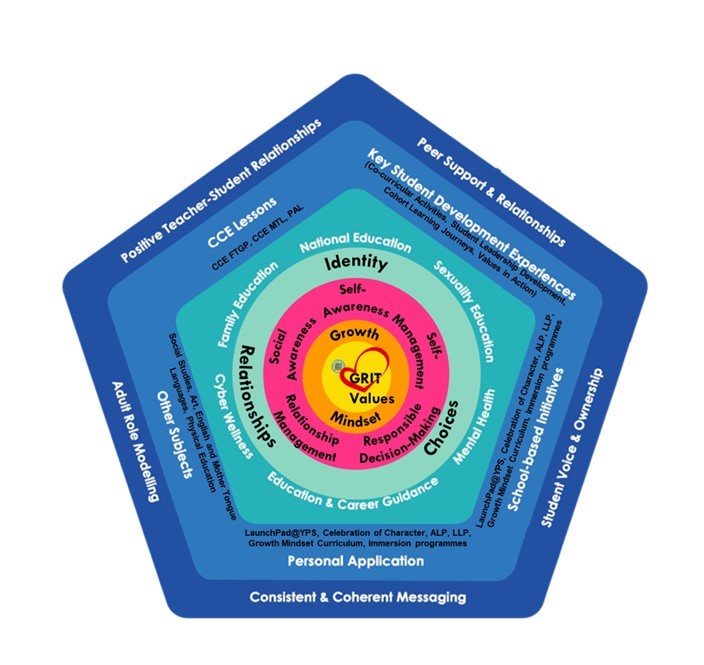 Positive Teacher-Student Relationships
Peer Support & Relationships
CCE Lessons
CCE FTGP, CCE MTL, PAL
Key Student Development Experiences
(Co-curricular Activities, Student Leadership Development,
Cohort Learning Journeys, Values in Action)
National Education
Family Education
Sexuality Education
Identity
Self-
Awareness
Social
Awareness
Self-
Management
Growth
GRIT
Values
Mindset
Relationships
Choices
Relationship
Management
Responsible
Decision-Making
Cyber Wellness
Mental Health
Education & Career Guidance
Adult Role Modelling
Other Subjects
Social Studies, Art, English and Mother Tongue
Languages, Physical Education
LaunchPad@YPS, Celebration of Character, ALP, LLP,
Growth Mindset Curriculum, Immersion programmes
School-based Initiatives
Student Voice & Ownership
LaunchPad@YPS, Celebration of Character, ALP, LLP,
Growth Mindset Curriculum, Immersion programmes
Personal Application
Consistent & Coherent Messaging